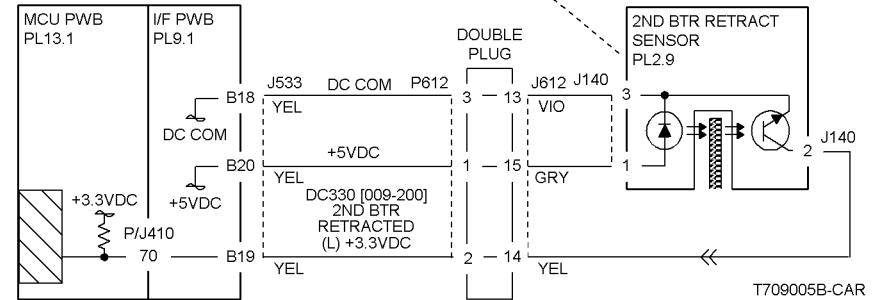 MCU PWB
PL13.1
I/F PWB
PL9.1
DOUBLE
PLUG
2ND BTR RETRACT
SENSOR
PL2.9
B18 J533 DC COM P612 3 13 J612 J140 3
YEL VIO
DC COM
B20 +5VDC 1 15 1
YEL GRY
+5VDC
2 J140
+3.3VDC
DC330 [009-200]
2ND BTR
RETRACTED
(L) +3.3VDC
P/J410
70 B19 2 14
YEL YEL
T709005B-CAR